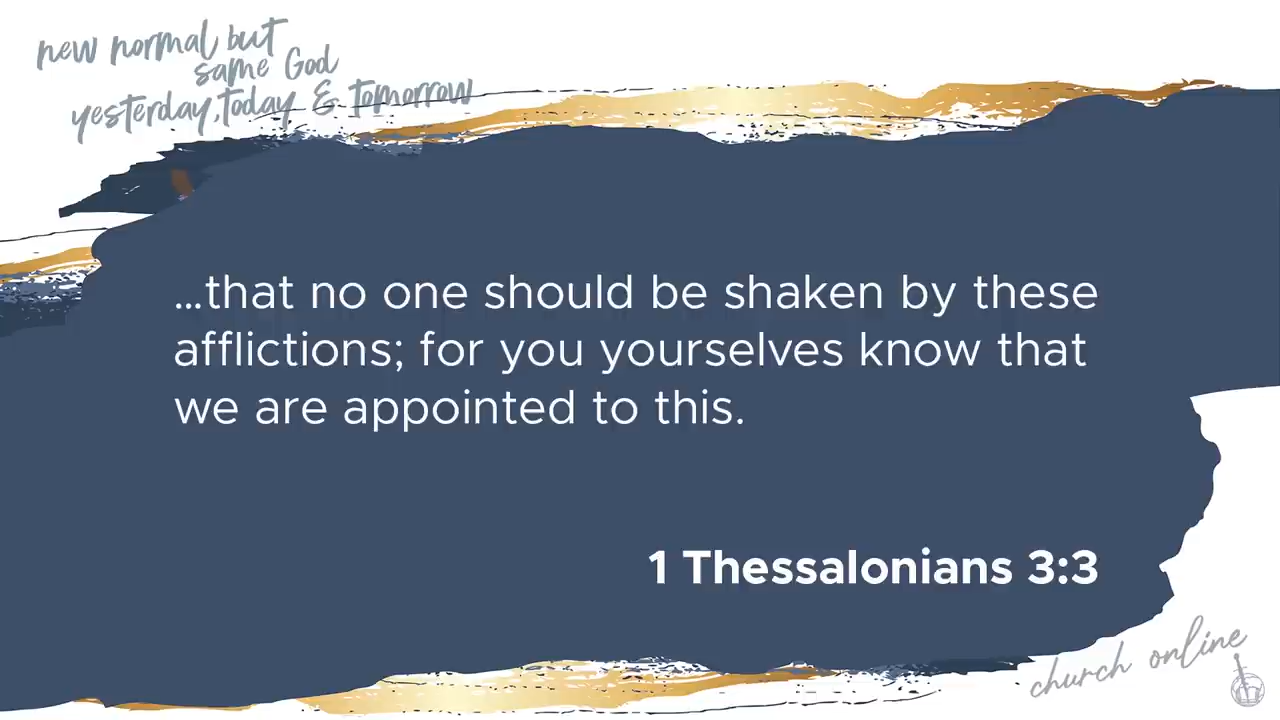 new normal but
same God
yesterday, today & tomorrow
...that no one should be shaken by these
afflictions; for you yourselves know that
we are appointed to this.
1 Thessalonians 3:3
church online